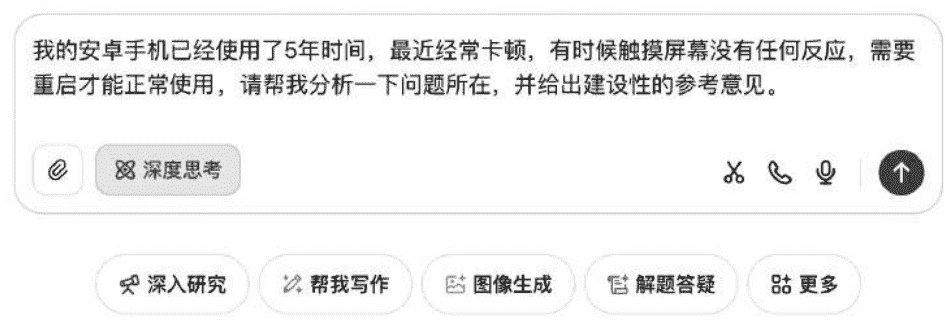 我的安卓手机已经使用了5年时间，最近经常卡顿，有时候触摸屏幕没有任何反应，需要
重启才能正常使用，请帮我分析一下问题所在，并给出建设性的参考意见。
深度思考
深入研究 帮我写作 图像生成 解题答疑 更多